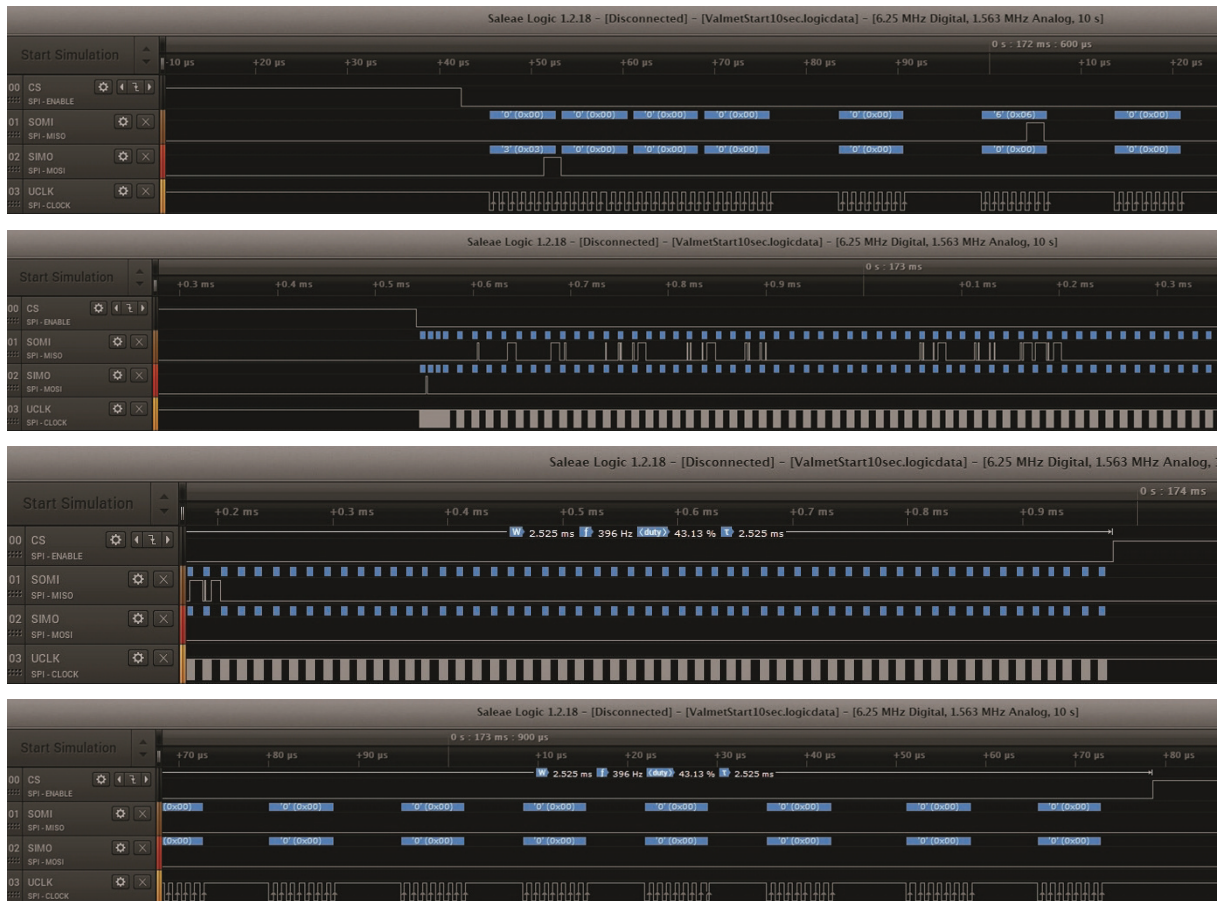 Saleae Logic 1.2.18 - [Disconnected] - [ValmetStart10sec.logicdata] - [6.25 MHz Digital, 1.563 MHz Analog, 10 s]
Start Simulation
0 s : 172 ms : 600 µs
+10 µs +20 µs +30 µs +40 µs +50 µs +60 µs +70 µs +80 µs +90 µs +10 µs +20 µs
00 CS
SPI - ENABLE
01 SOMI '0' (0x00) '0' (0x00) '0' (0x00) '0' (0x00) '0' (0x00) '6' (0x06) '0' (0x00)
SPI - MISO
02 SIMO '3' (0x03) '0' (0x00) '0' (0x00) '0' (0x00) '0' (0x00) '0' (0x00) '0' (0x00)
SPI - MOSI
03 UCLK
SPI - CLOCK
Saleae Logic 1.2.18 - [Disconnected] - [ValmetStart10sec.logicdata] - [6.25 MHz Digital, 1.563 MHz Analog, 10 s]
Start Simulation
0 s : 173 ms
+0.3 ms +0.4 ms +0.5 ms +0.6 ms +0.7 ms +0.8 ms +0.9 ms +0.1 ms +0.2 ms +0.3 ms
00 CS
SPI - ENABLE
01 SOMI
SPI - MISO
02 SIMO
SPI - MOSI
03 UCLK
SPI - CLOCK
Saleae Logic 1.2.18 - [Disconnected] - [ValmetStart10sec.logicdata] - [6.25 MHz Digital, 1.563 MHz Analog,
Start Simulation
0 s : 174 ms
+0.2 ms +0.3 ms +0.4 ms +0.5 ms +0.6 ms +0.7 ms +0.8 ms +0.9 ms
00 CS W 2.525 ms f 396 Hz (duty) 43.13 % T 2.525 ms
SPI - ENABLE
01 SOMI
SPI - MISO
02 SIMO
SPI - MOSI
03 UCLK
SPI - CLOCK
Saleae Logic 1.2.18 - [Disconnected] - [ValmetStart10sec.logicdata] - [6.25 MHz Digital, 1.563 MHz Analog, 10 s]
Start Simulation
0 s : 173 ms : 900 µs
+70 µs +80 µs +90 µs +10 µs +20 µs +30 µs +40 µs +50 µs +60 µs +70 µs +80 µs
00 CS W 2.525 ms f 396 Hz (duty) 43.13 % T 2.525 ms
SPI - ENABLE
01 SOMI (0x00) '0' (0x00) '0' (0x00) '0' (0x00) '0' (0x00) '0' (0x00) '0' (0x00) '0' (0x00)
SPI - MISO
02 SIMO (0x00) '0' (0x00) '0' (0x00) '0' (0x00) '0' (0x00) '0' (0x00) '0' (0x00) '0' (0x00)
SPI - MOSI
03 UCLK
SPI - CLOCK